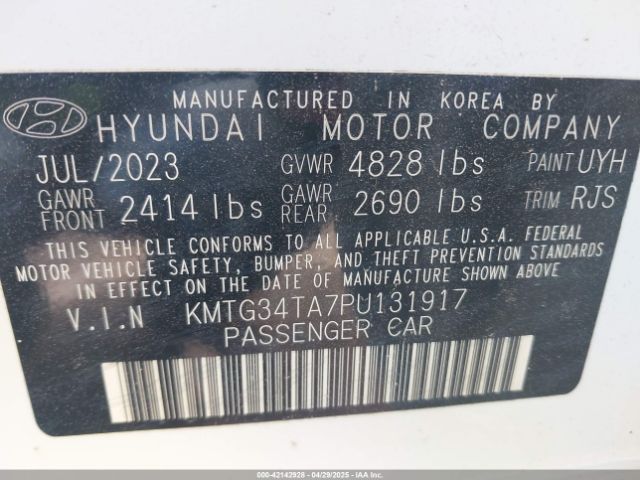 MANUFACTURED IN KOREA BY
HYUNDAI MOTOR COMPANY
JUL/2023 GVWR 4828 lbs PAINT UYH
GAWR FRONT 2414 lbs GAWR REAR 2690 lbs TRIM RJS
THIS VEHICLE CONFORMS TO ALL APPLICABLE U.S.A. FEDERAL
MOTOR VEHICLE SAFETY, BUMPER, AND THEFT PREVENTION STANDARDS
IN EFFECT ON THE DATE OF MANUFACTURE SHOWN ABOVE
V.I.N KMTG34TA7PU131917
PASSENGER CAR
000-42142928 - 04/29/2025 - IAAI.COM